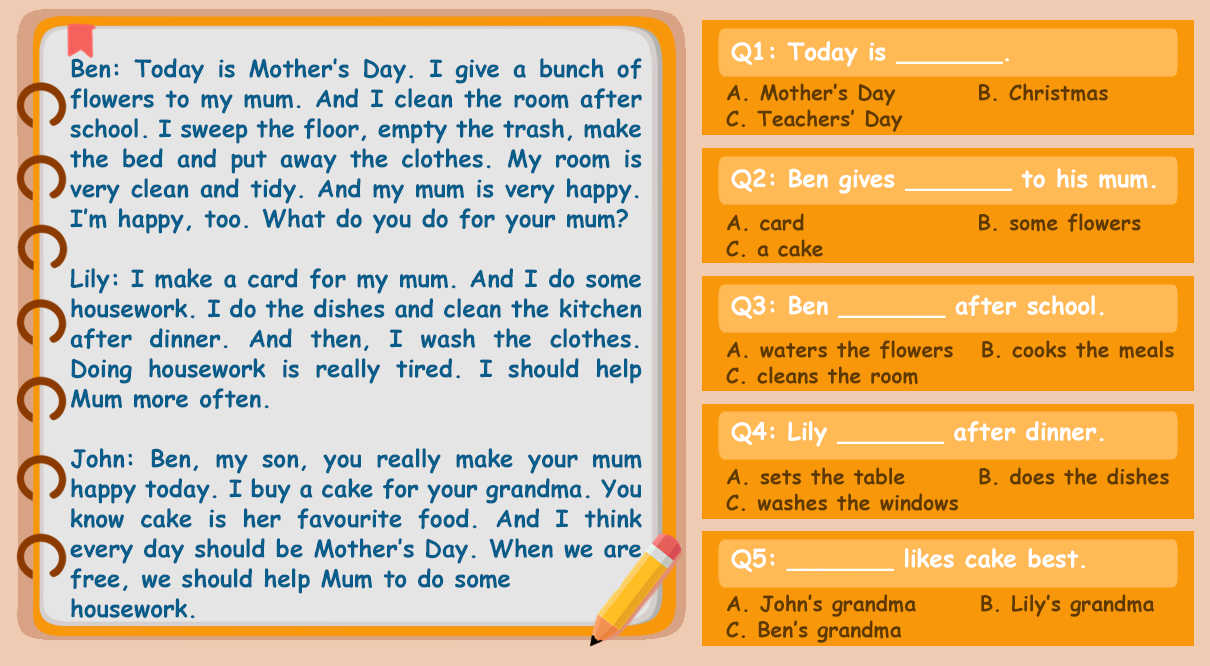 Ben: Today is Mother's Day. I give a bunch of
flowers to my mum. And I clean the room after
school. I sweep the floor, empty the trash, make
the bed and put away the clothes. My room is
very clean and tidy. And my mum is very happy.
I'm happy, too. What do you do for your mum?
Lily: I make a card for my mum. And I do some
housework. I do the dishes and clean the kitchen
after dinner. And then, I wash the clothes.
Doing housework is really tired. I should help
Mum more often.
John: Ben, my son, you really make your mum
happy today. I buy a cake for your grandma. You
know cake is her favourite food. And I think
every day should be Mother's Day. When we are
free, we should help Mum to do some
housework.
Q1: Today is ________.
A. Mother's Day B. Christmas
C. Teachers' Day
Q2: Ben gives ________ to his mum.
A. card B. some flowers
C. a cake
Q3: Ben ________ after school.
A. waters the flowers B. cooks the meals
C. cleans the room
Q4: Lily ________ after dinner.
A. sets the table B. does the dishes
C. washes the windows
Q5: ________ likes cake best.
A. John's grandma B. Lily's grandma
C. Ben's grandma